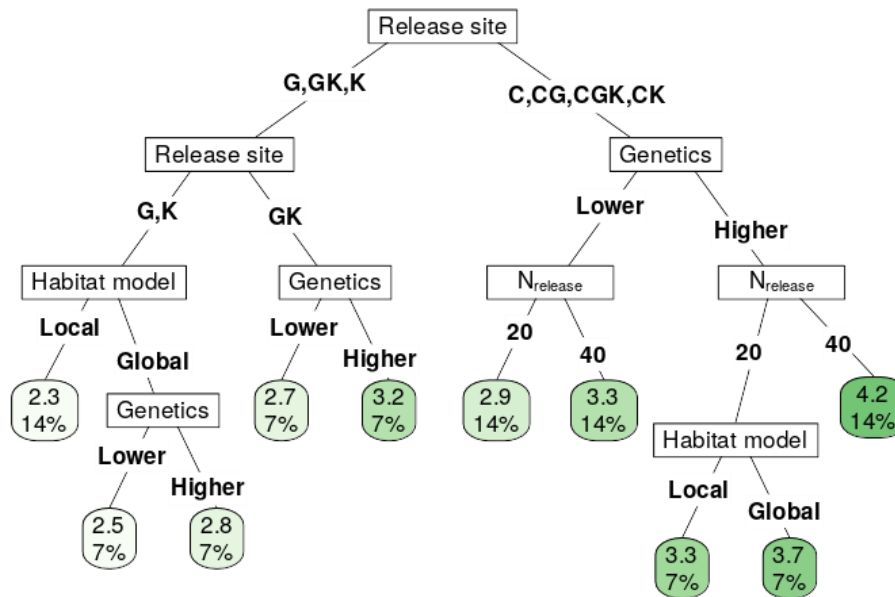 Release site
G,GK,K
C,CG,CGK,CK
Release site
Genetics
G,K
GK
Lower
Higher
Habitat model
Genetics
Nrelease
Nrelease
Local
Global
Lower
Higher
20
40
20
40
2.3
14%
Genetics
2.7
7%
3.2
7%
2.9
14%
3.3
14%
4.2
14%
Habitat model
Lower
Higher
Local
Global
2.5
7%
2.8
7%
3.3
7%
3.7
7%